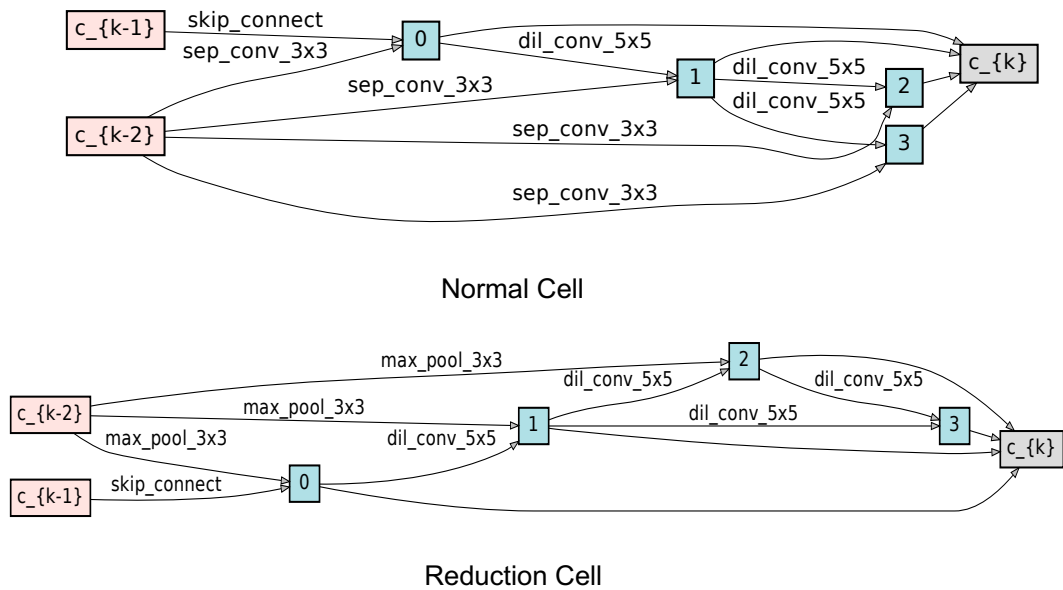 c_{k-1}
skip_connect
0
sep_conv_3x3
dil_conv_5x5
c_{k}
1
dil_conv_5x5
2
sep_conv_3x3
dil_conv_5x5
c_{k-2}
sep_conv_3x3
3
sep_conv_3x3
Normal Cell
max_pool_3x3
2
dil_conv_5x5
dil_conv_5x5
c_{k-2}
max_pool_3x3
1
dil_conv_5x5
3
max_pool_3x3
dil_conv_5x5
c_{k}
c_{k-1}
skip_connect
0
Reduction Cell